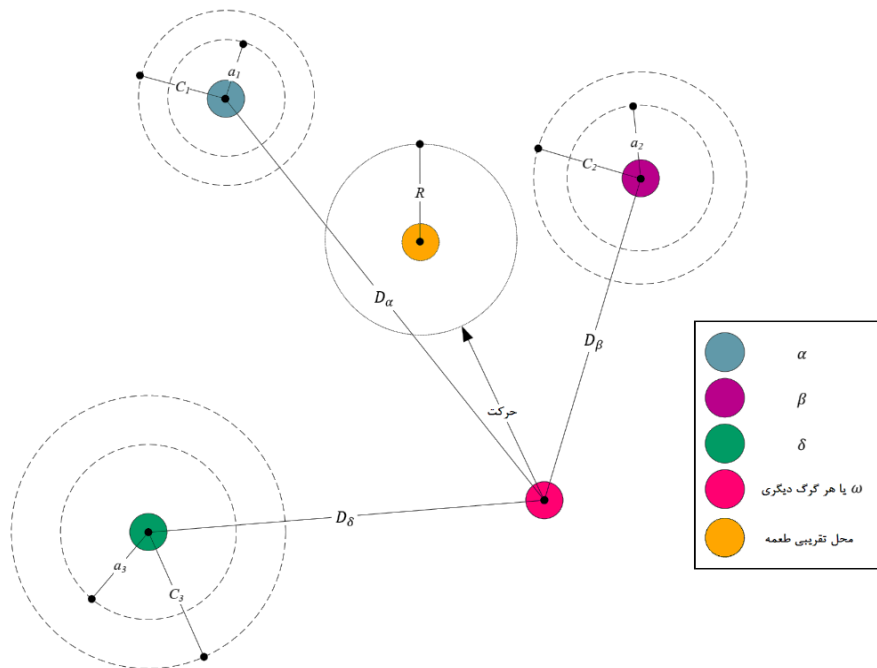 a₁
C₁
a₂
C₂
R
Dα
Dβ
حرکت
Dδ
a₃
C₃
α
β
δ
ω یا هر گرگ دیگری
محل تقریبی طعمه